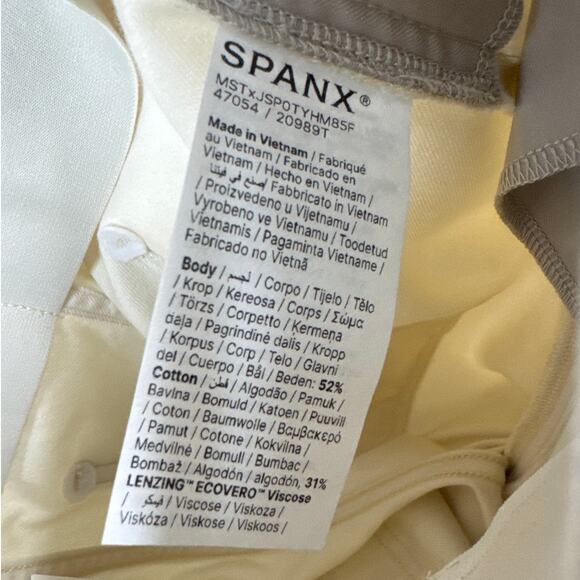 SPANX®
MSTxJSP0TYHM85F
47054 / 20989T
Made in Vietnam / Fabriqué
au Vietnam / Fabricado en
Vietnam / Hecho en Vietnam /
صنع في فيتنا / Fabbricato in Vietnam
/ Proizvedeno u Vijetnamu /
Vyrobeno ve Vietnamu / Toodetud
Vietnamis / Pagaminta Vietname /
Fabricado no Vietnã
Body / / Corpo / Tijelo / Tělo
/ Krop / Kereosa / Corps / Σώμα
/ Törzs / Corpetto / Ķermeņa
daļa / Pagrindinė dalis / Kropp
/ Korpus / Corp / Telo / Glavni
del / Cuerpo / Bål / Beden: 52%
Cotton / قطن / Algodão / Pamuk /
Bavlna / Bomuld / Katoen / Puuvill
/ Coton / Baumwolle / Βαμβακερό
/ Pamut / Cotone / Kokvilna /
Medvilnė / Bomull / Bumbac /
Bombaž / Algodón / algodón, 31%
LENZING™ ECOVERO™ Viscose
/ فيسكوز / Viscose / Viskoza /
Viskóza / Viskose / Viskoos /